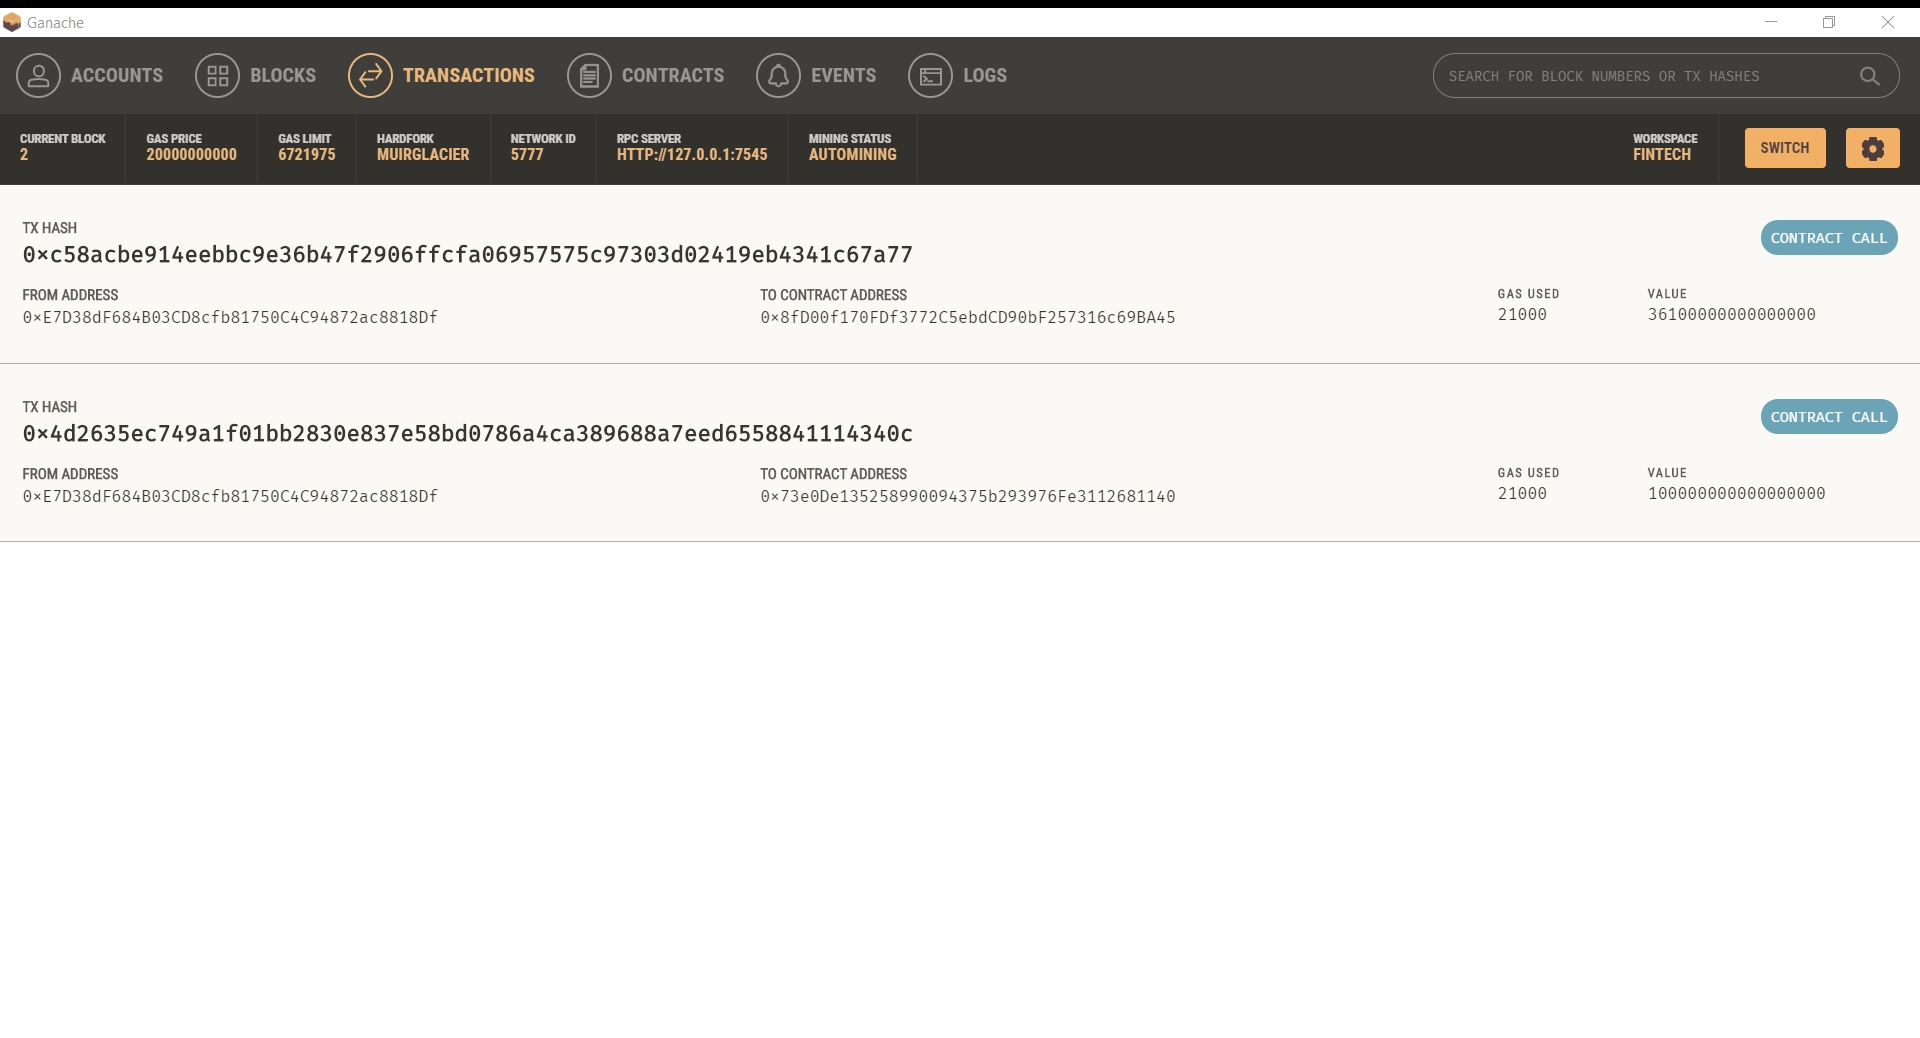 Ganache
ACCOUNTS BLOCKS TRANSACTIONS CONTRACTS EVENTS LOGS SEARCH FOR BLOCK NUMBERS OR TX HASHES
CURRENT BLOCK GAS PRICE GAS LIMIT HARDFORK NETWORK ID RPC SERVER MINING STATUS WORKSPACE
2 20000000000 6721975 MUIRGLACIER 5777 HTTP://127.0.0.1:7545 AUTOMINING FINTECH SWITCH
TX HASH
0×c58acbe914eebbc9e36b47f2906ffcfa06957575c97303d02419eb4341c67a77 CONTRACT CALL
FROM ADDRESS TO CONTRACT ADDRESS GAS USED VALUE
0×E7D38dF684B03CD8cfb81750C4C94872ac8818Df 0×8fD00f170FDf3772C5ebdCD90bF257316c69BA45 21000 36100000000000000
TX HASH
0×4d2635ec749a1f01bb2830e837e58bd0786a4ca389688a7eed6558841114340c CONTRACT CALL
FROM ADDRESS TO CONTRACT ADDRESS GAS USED VALUE
0×E7D38dF684B03CD8cfb81750C4C94872ac8818Df 0×73e0De135258990094375b293976Fe3112681140 21000 100000000000000000